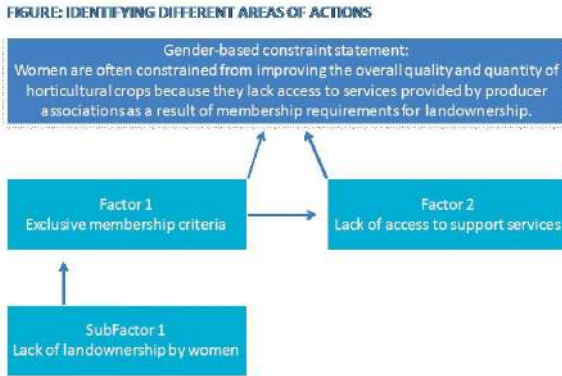 FIGURE: IDENTIFYING DIFFERENT AREAS OF ACTIONS
Gender-based constraint statement:
Women are often constrained from improving the overall quality and quantity of
horticultural crops because they lack access to services provided by producer
associations as a result of membership requirements for landownership.
Factor 1
Exclusive membership criteria
Factor 2
Lack of access to support services
SubFactor 1
Lack of landownership by women